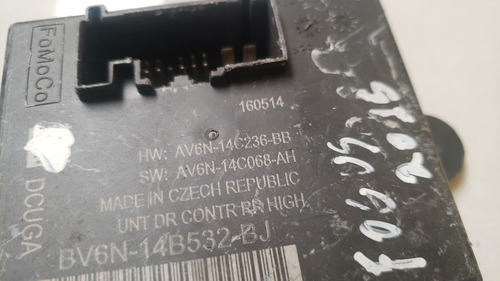 FoMoCo
160514
HW: AV6N-14C236-BB
SW: AV6N-14C068-AH
MADE IN CZECH REPUBLIC
UNT DR CONTR RR HIGH
DCUGA
BV6N-14B532-BJ